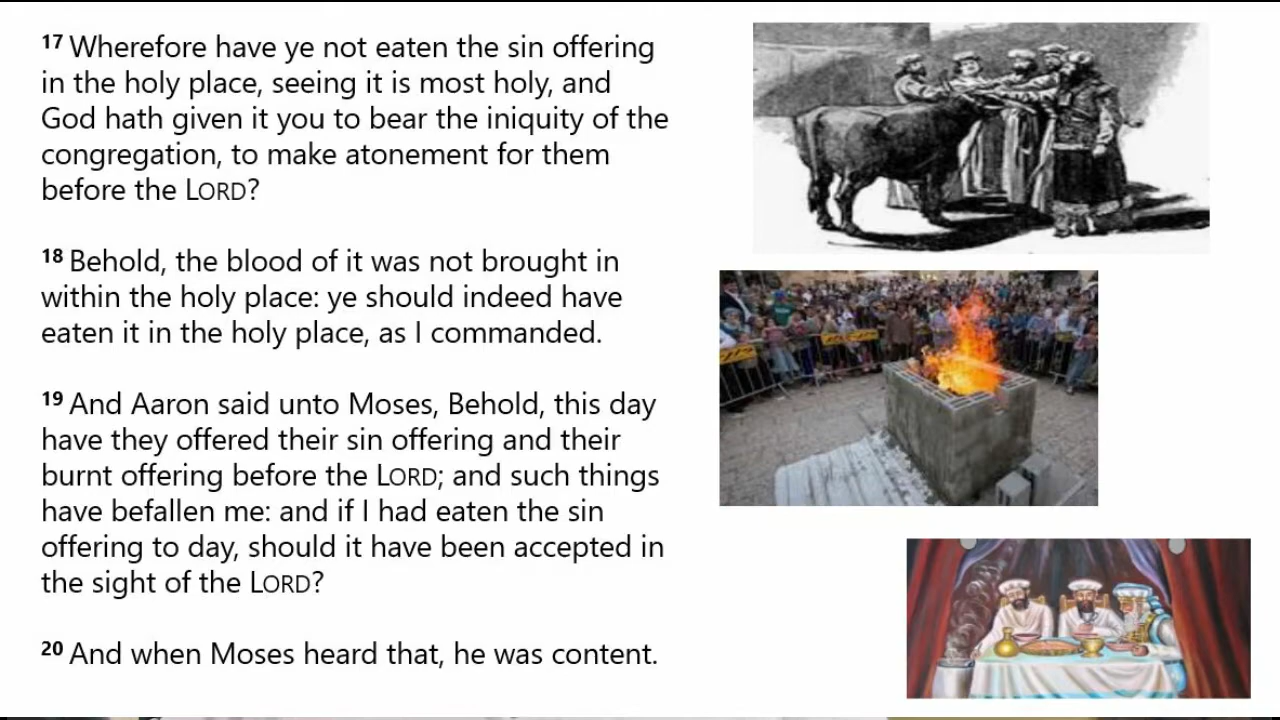 17 Wherefore have ye not eaten the sin offering
in the holy place, seeing it is most holy, and
God hath given it you to bear the iniquity of the
congregation, to make atonement for them
before the LORD?
18 Behold, the blood of it was not brought in
within the holy place: ye should indeed have
eaten it in the holy place, as I commanded.
19 And Aaron said unto Moses, Behold, this day
have they offered their sin offering and their
burnt offering before the LORD; and such things
have befallen me: and if I had eaten the sin
offering to day, should it have been accepted in
the sight of the LORD?
20 And when Moses heard that, he was content.